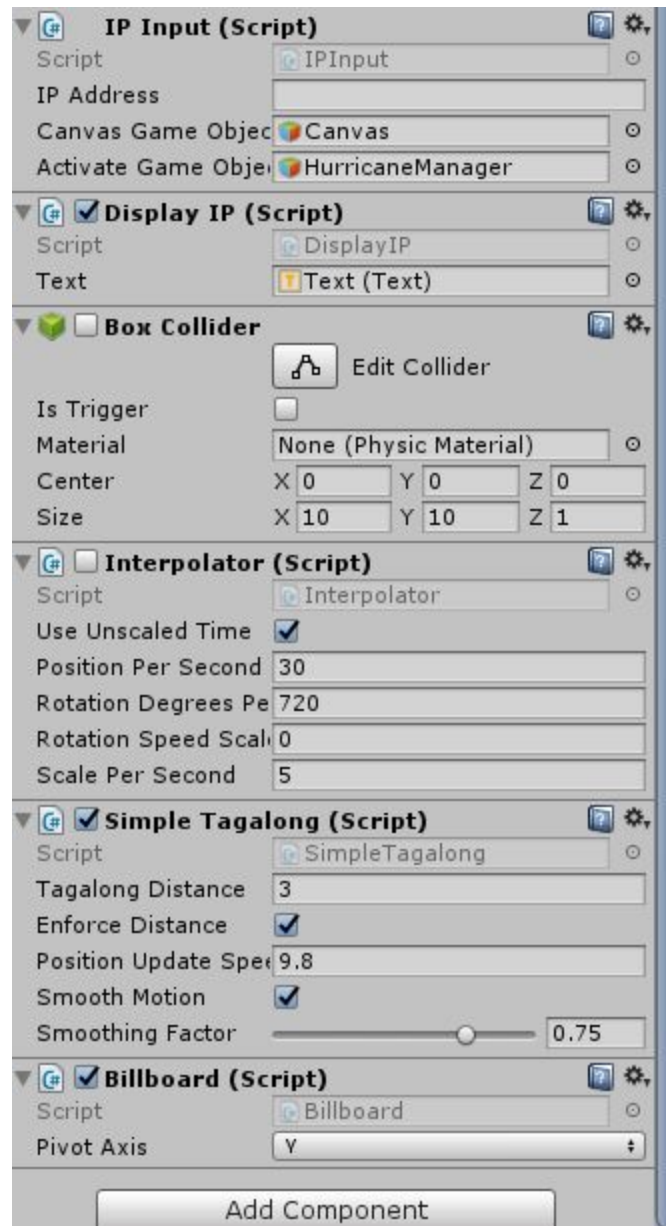 IP Input (Script)
Script IPInput
IP Address
Canvas Game Objec Canvas
Activate Game Obje HurricaneManager
Display IP (Script)
Script DisplayIP
Text Text (Text)
Box Collider
Edit Collider
Is Trigger
Material None (Physic Material)
Center X 0 Y 0 Z 0
Size X 10 Y 10 Z 1
Interpolator (Script)
Script Interpolator
Use Unscaled Time
Position Per Second 30
Rotation Degrees Pe 720
Rotation Speed Scal 0
Scale Per Second 5
Simple Tagalong (Script)
Script SimpleTagalong
Tagalong Distance 3
Enforce Distance
Position Update Spe 9.8
Smooth Motion
Smoothing Factor 0.75
Billboard (Script)
Script Billboard
Pivot Axis Y
Add Component